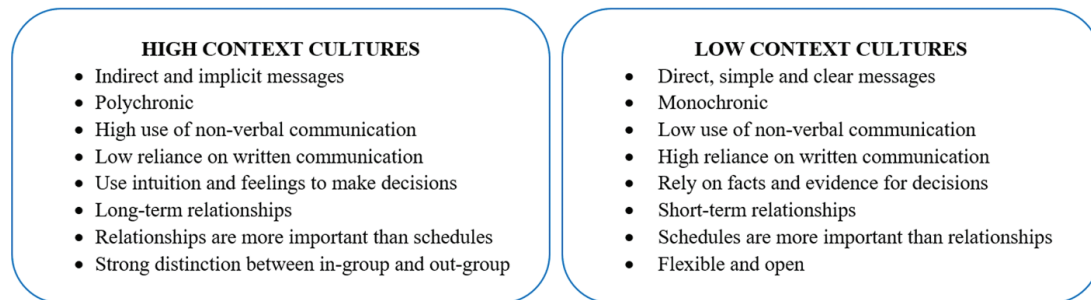 HIGH CONTEXT CULTURES
• Indirect and implicit messages
• Polychronic
• High use of non-verbal communication
• Low reliance on written communication
• Use intuition and feelings to make decisions
• Long-term relationships
• Relationships are more important than schedules
• Strong distinction between in-group and out-group
LOW CONTEXT CULTURES
• Direct, simple and clear messages
• Monochronic
• Low use of non-verbal communication
• High reliance on written communication
• Rely on facts and evidence for decisions
• Short-term relationships
• Schedules are more important than relationships
• Flexible and open